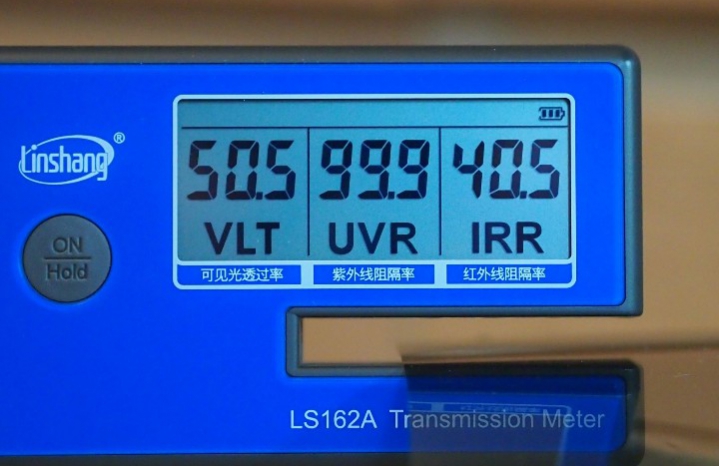 Linshang®
ON
Hold
50.5 99.9 40.5
VLT UVR IRR
可见光透过率 紫外线阻隔率 红外线阻隔率
LS162A Transmission Meter